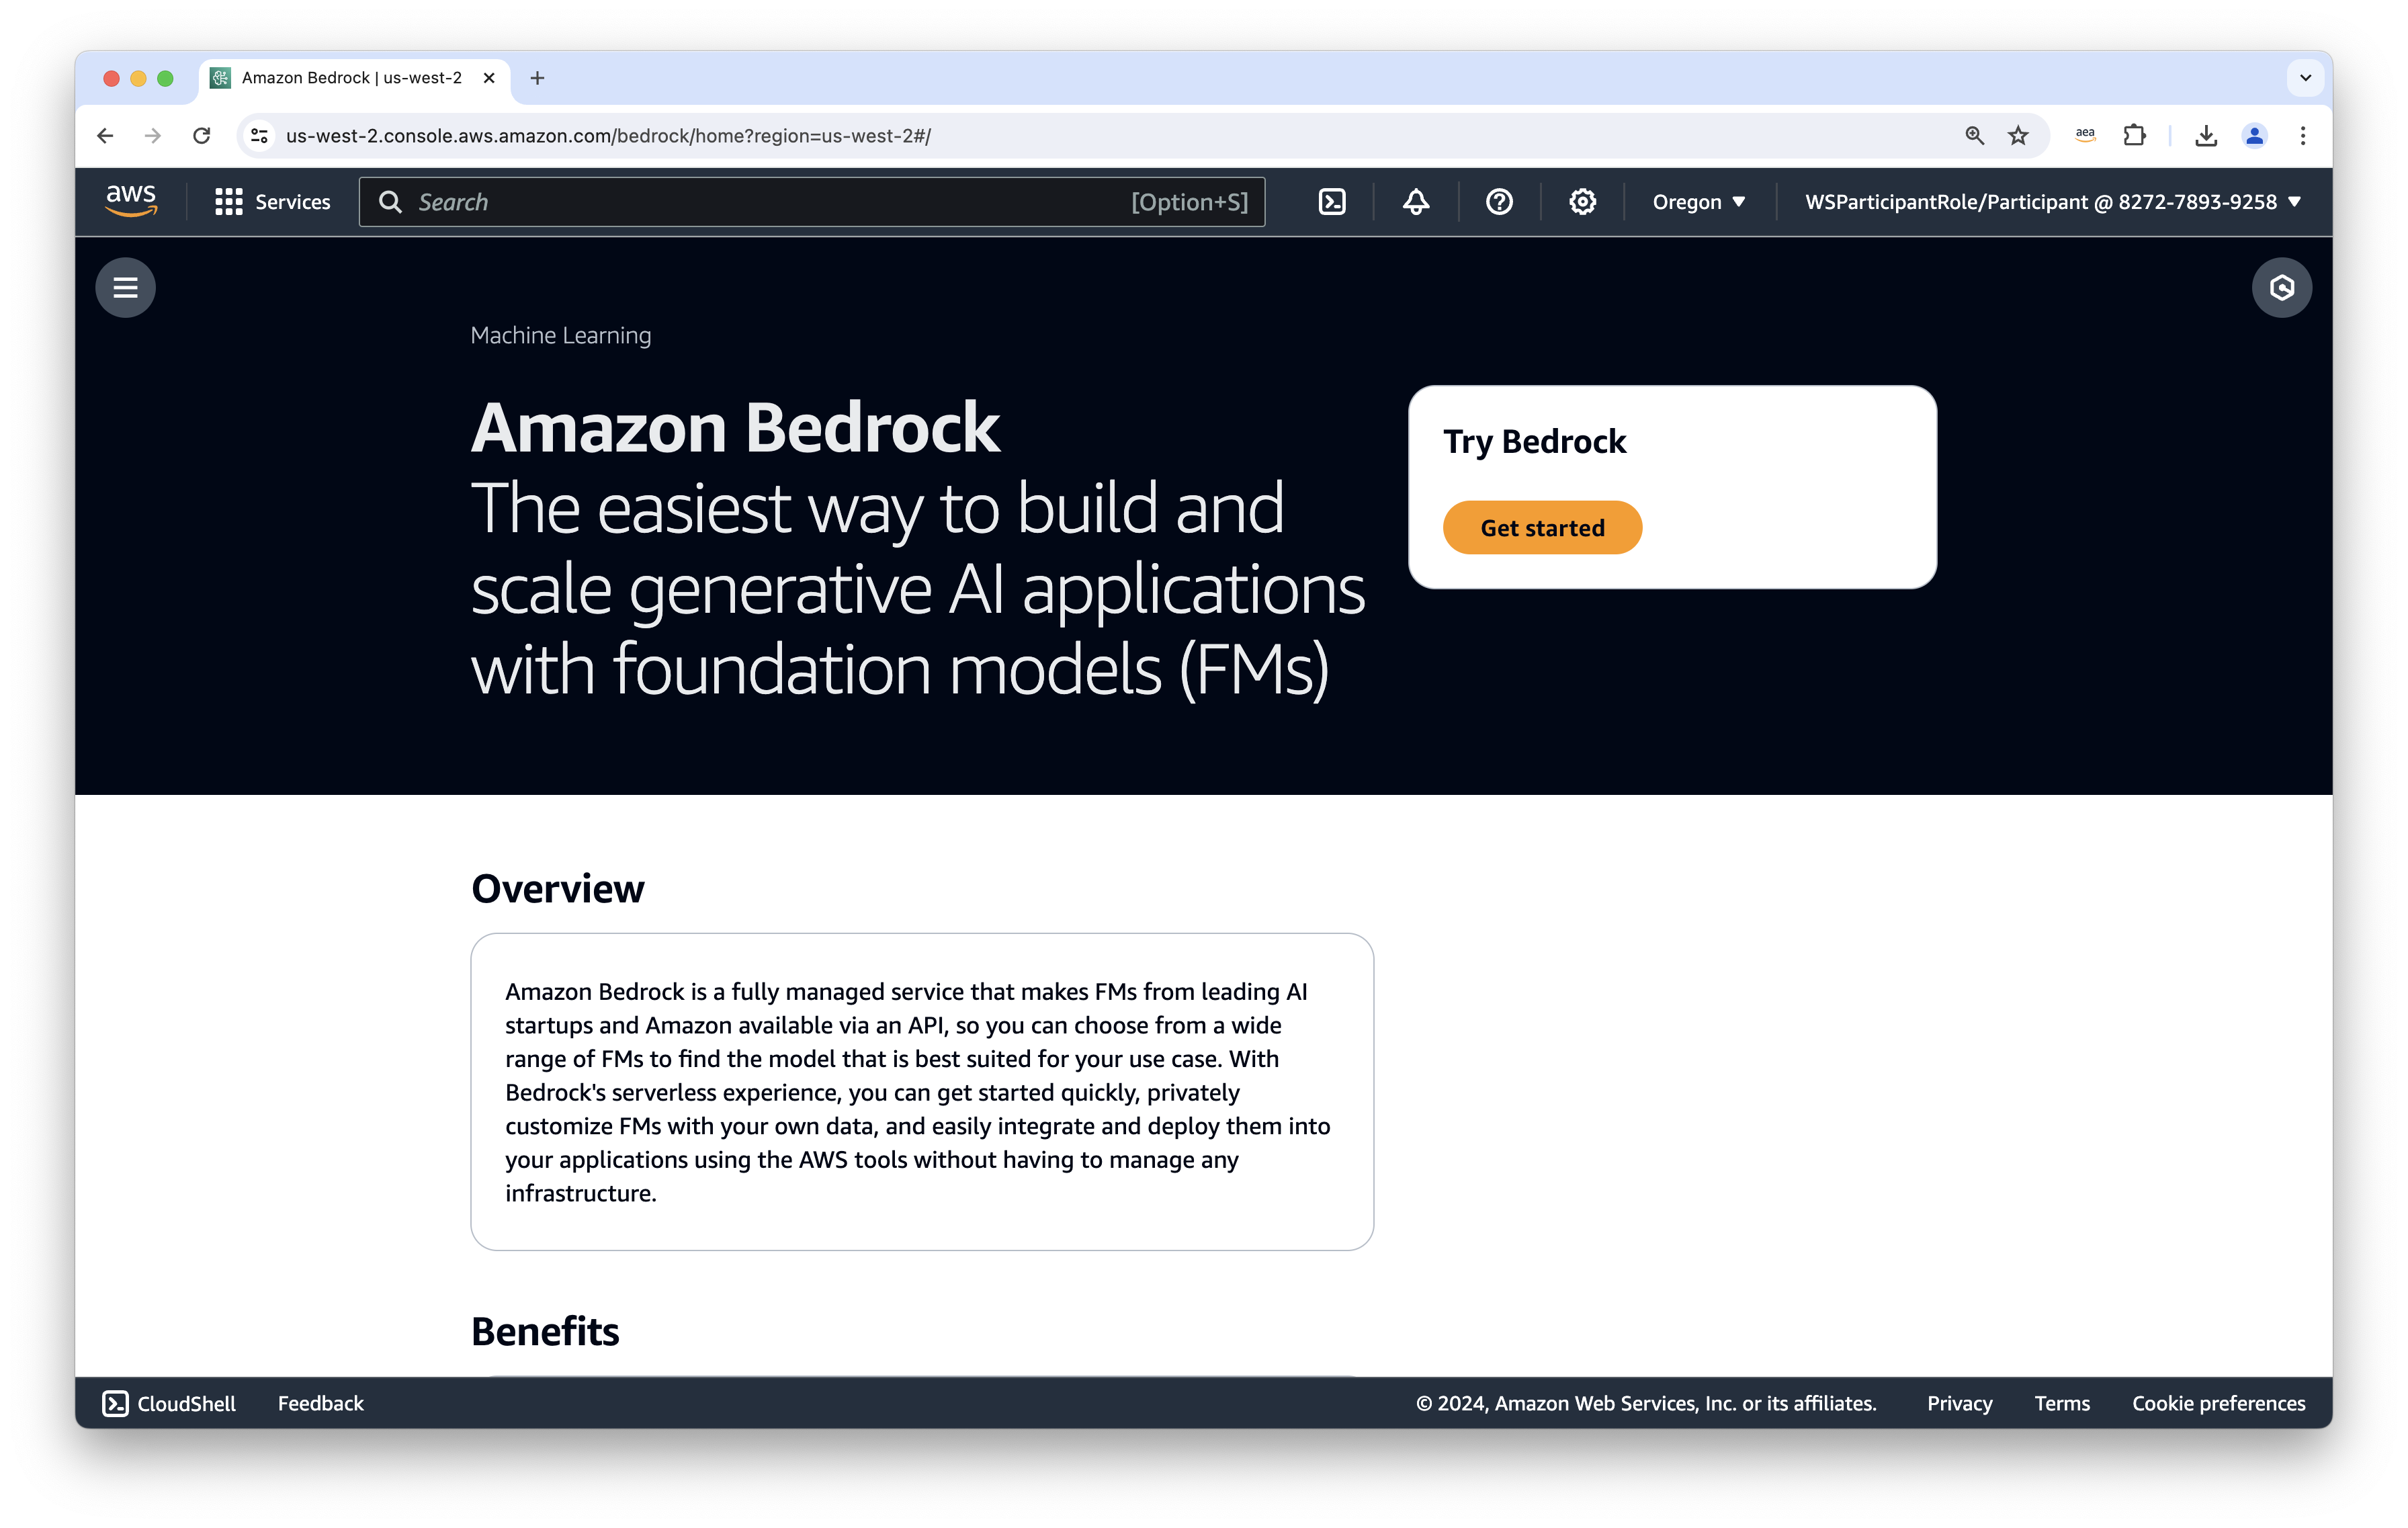 Amazon Bedrock | us-west-2
us-west-2.console.aws.amazon.com/bedrock/home?region=us-west-2#/
aea
aws
Services
Search
[Option+S]
Oregon
WSParticipantRole/Participant @ 8272-7893-9258
Machine Learning
Amazon Bedrock
The easiest way to build and
scale generative AI applications
with foundation models (FMs)
Try Bedrock
Get started
Overview
Amazon Bedrock is a fully managed service that makes FMs from leading AI
startups and Amazon available via an API, so you can choose from a wide
range of FMs to find the model that is best suited for your use case. With
Bedrock's serverless experience, you can get started quickly, privately
customize FMs with your own data, and easily integrate and deploy them into
your applications using the AWS tools without having to manage any
infrastructure.
Benefits
CloudShell
Feedback
© 2024, Amazon Web Services, Inc. or its affiliates.
Privacy
Terms
Cookie preferences